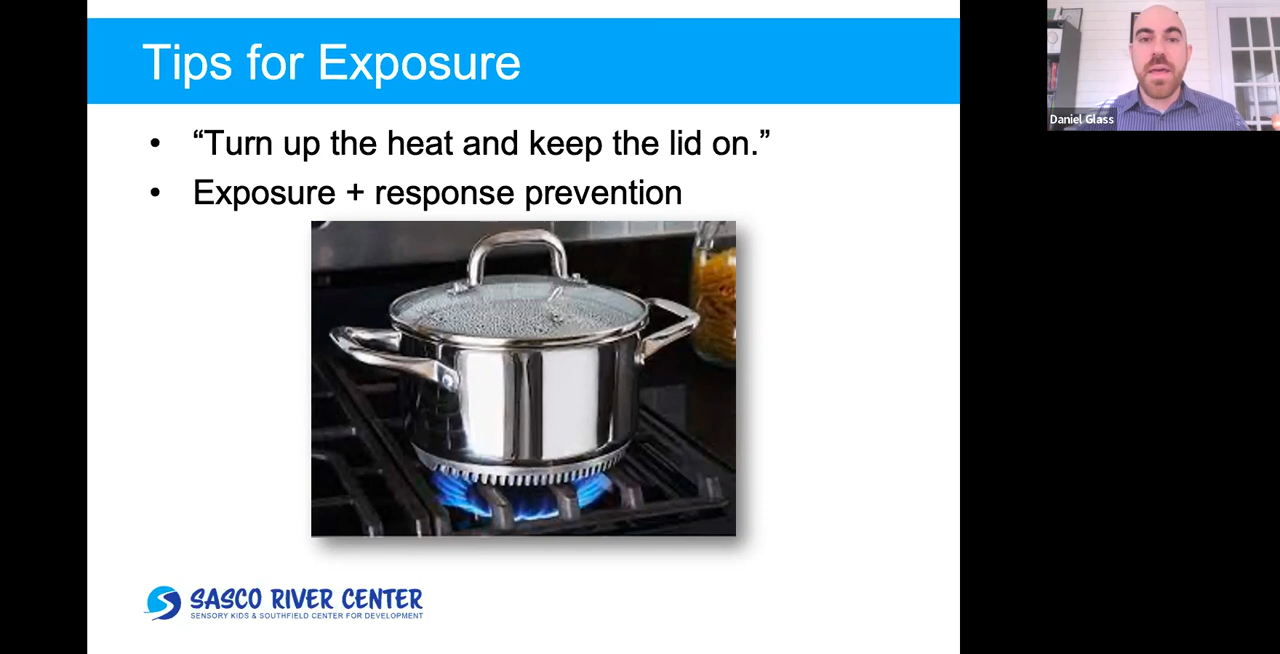 Tips for Exposure
• “Turn up the heat and keep the lid on.”
• Exposure + response prevention
SASCO RIVER CENTER
SENSORY KIDS & SOUTHFIELD CENTER FOR DEVELOPMENT
Daniel Glass